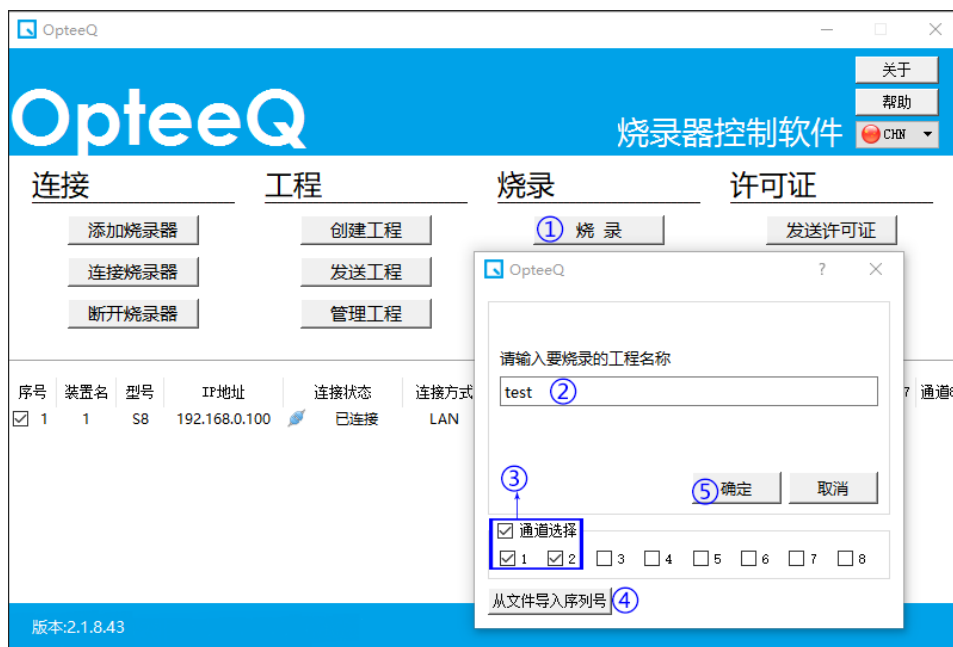 OpteeQ
关于
帮助
OpteeQ
烧录器控制软件
CHN
连接 工程 烧录 许可证
添加烧录器 创建工程 ① 烧 录 发送许可证
连接烧录器 发送工程
断开烧录器 管理工程
OpteeQ ?
请输入要烧录的工程名称
test ②
序号 装置名 型号 IP地址 连接状态 连接方式 7 通道8
1 1 S8 192.168.0.100 已连接 LAN
③
⑤ 确定 取消
通道选择
1 2 3 4 5 6 7 8
从文件导入序列号 ④
版本:2.1.8.43